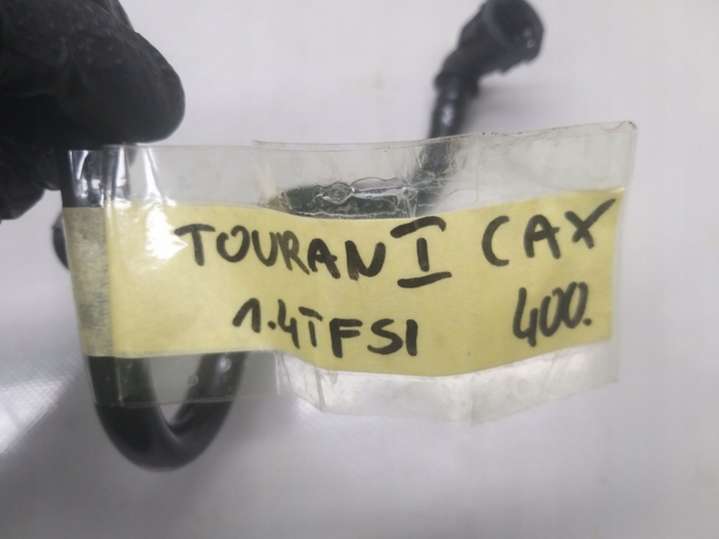 TOURAN I CAX
1.4TFSI 400.